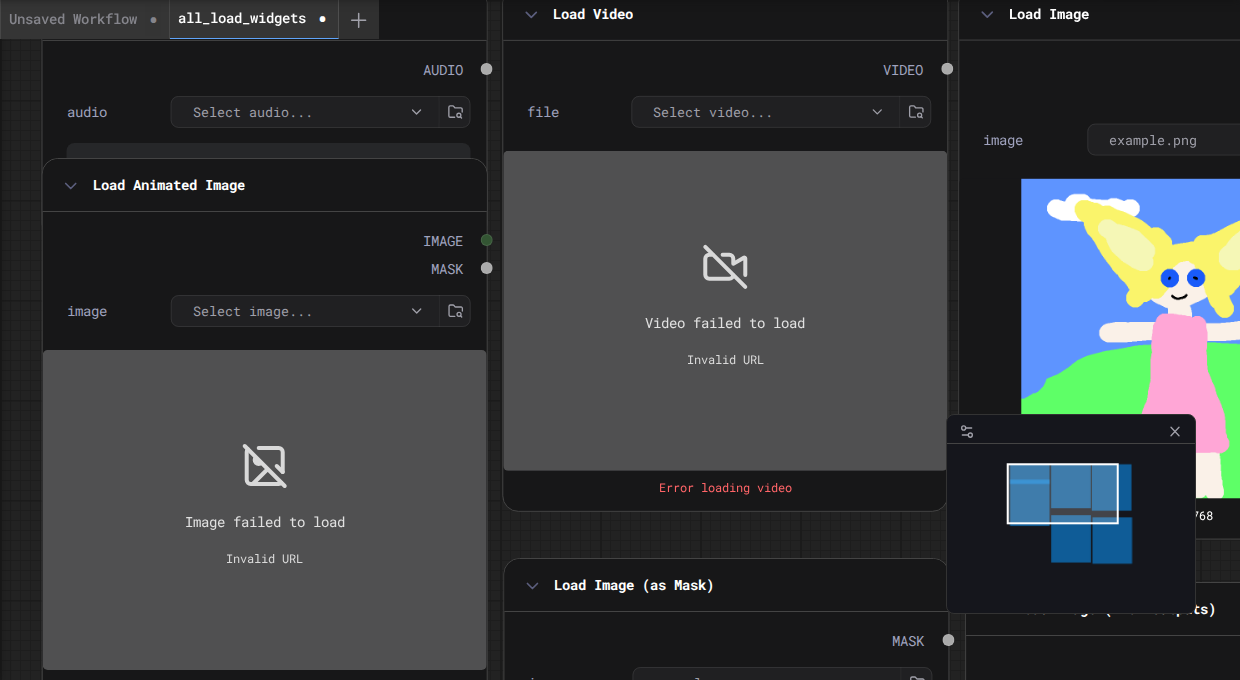 Unsaved Workflow
all_load_widgets
AUDIO
audio
Select audio...
Load Animated Image
IMAGE
MASK
image
Select image...
Image failed to load
Invalid URL
Load Video
VIDEO
file
Select video...
Video failed to load
Invalid URL
Error loading video
Load Image (as Mask)
MASK
Load Image
image
example.png
768